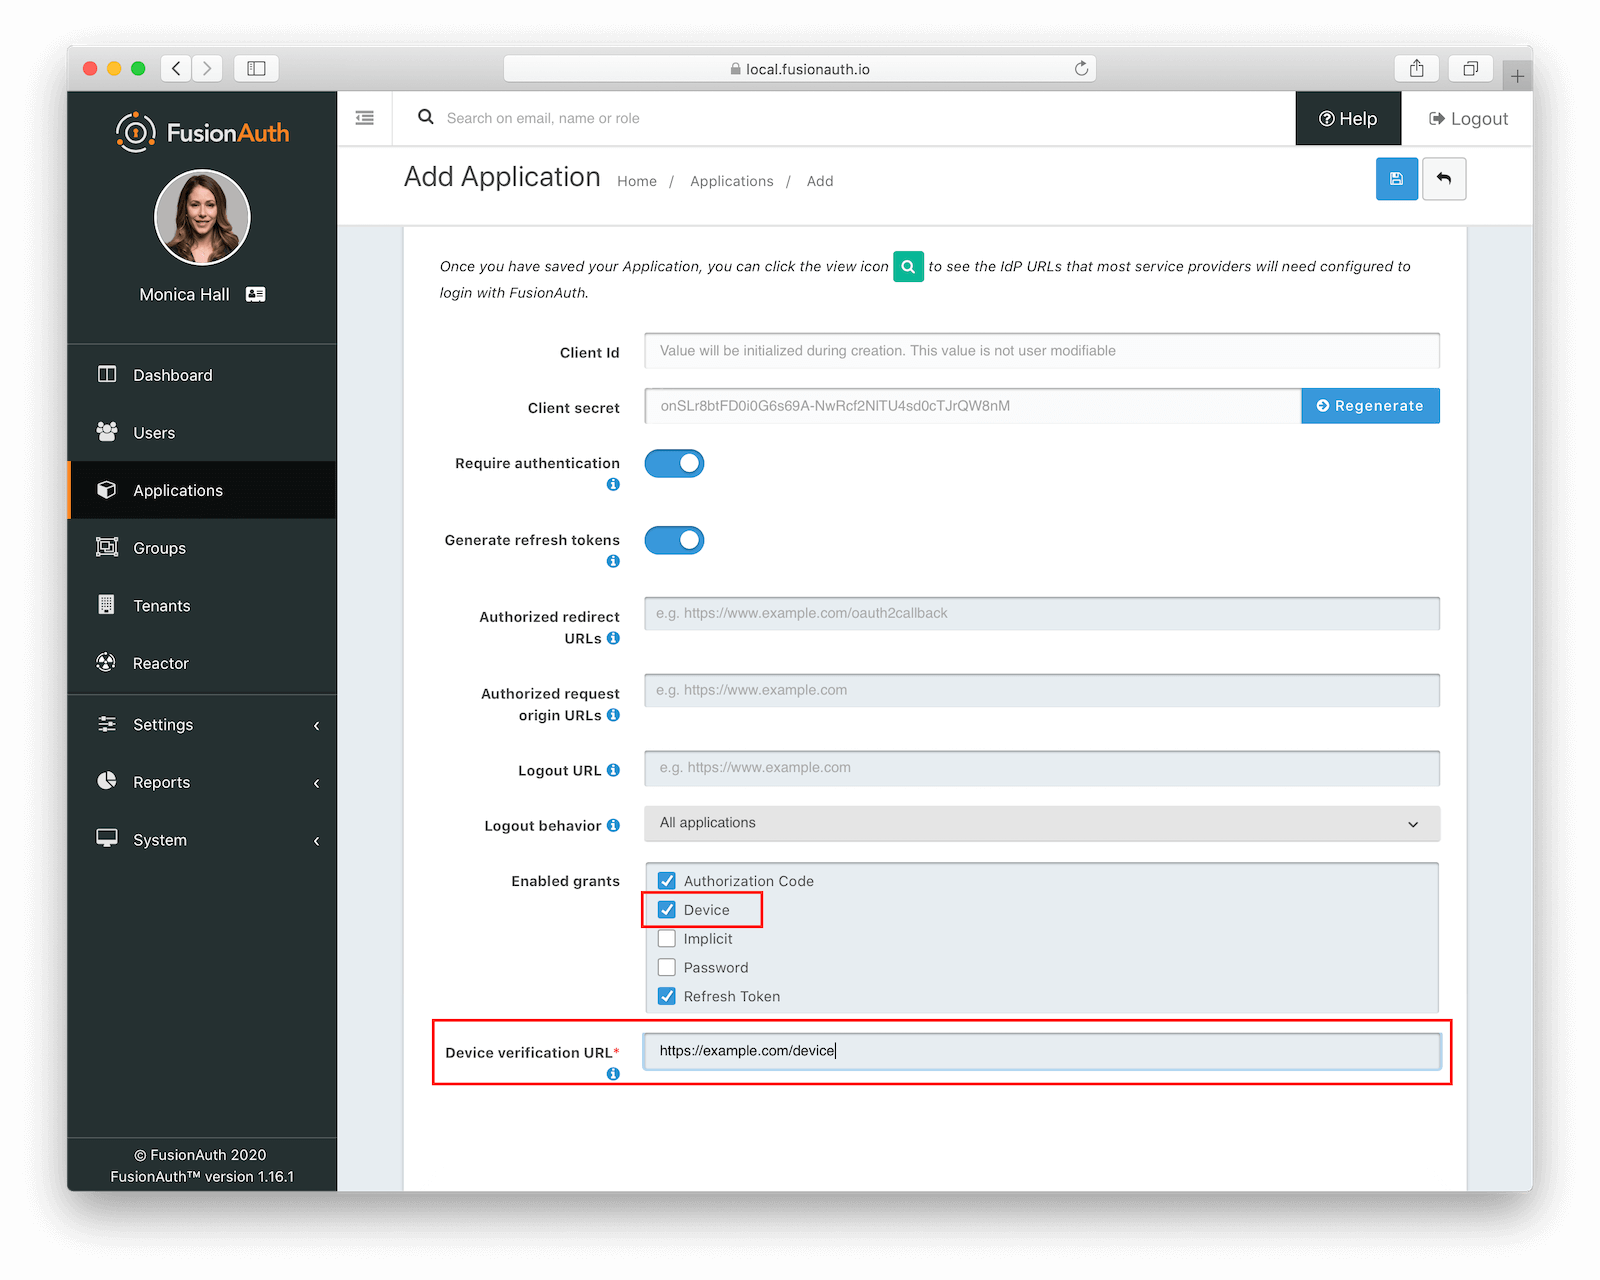 local.fusionauth.io
FusionAuth
Search on email, name or role
Help
Logout
Add Application
Home / Applications / Add
Monica Hall
Once you have saved your Application, you can click the view icon to see the IdP URLs that most service providers will need configured to
login with FusionAuth.
Client Id
Value will be initialized during creation. This value is not user modifiable
Client secret
onSLr8btFD0i0G6s69A-NwRcf2NlTU4sd0cTJrQW8nM
Regenerate
Require authentication
Generate refresh tokens
Authorized redirect
URLs
e.g. https://www.example.com/oauth2callback
Authorized request
origin URLs
e.g. https://www.example.com
Logout URL
e.g. https://www.example.com
Logout behavior
All applications
Enabled grants
Authorization Code
Device
Implicit
Password
Refresh Token
Device verification URL*
https://example.com/device
Dashboard
Users
Applications
Groups
Tenants
Reactor
Settings
Reports
System
© FusionAuth 2020
FusionAuth™ version 1.16.1